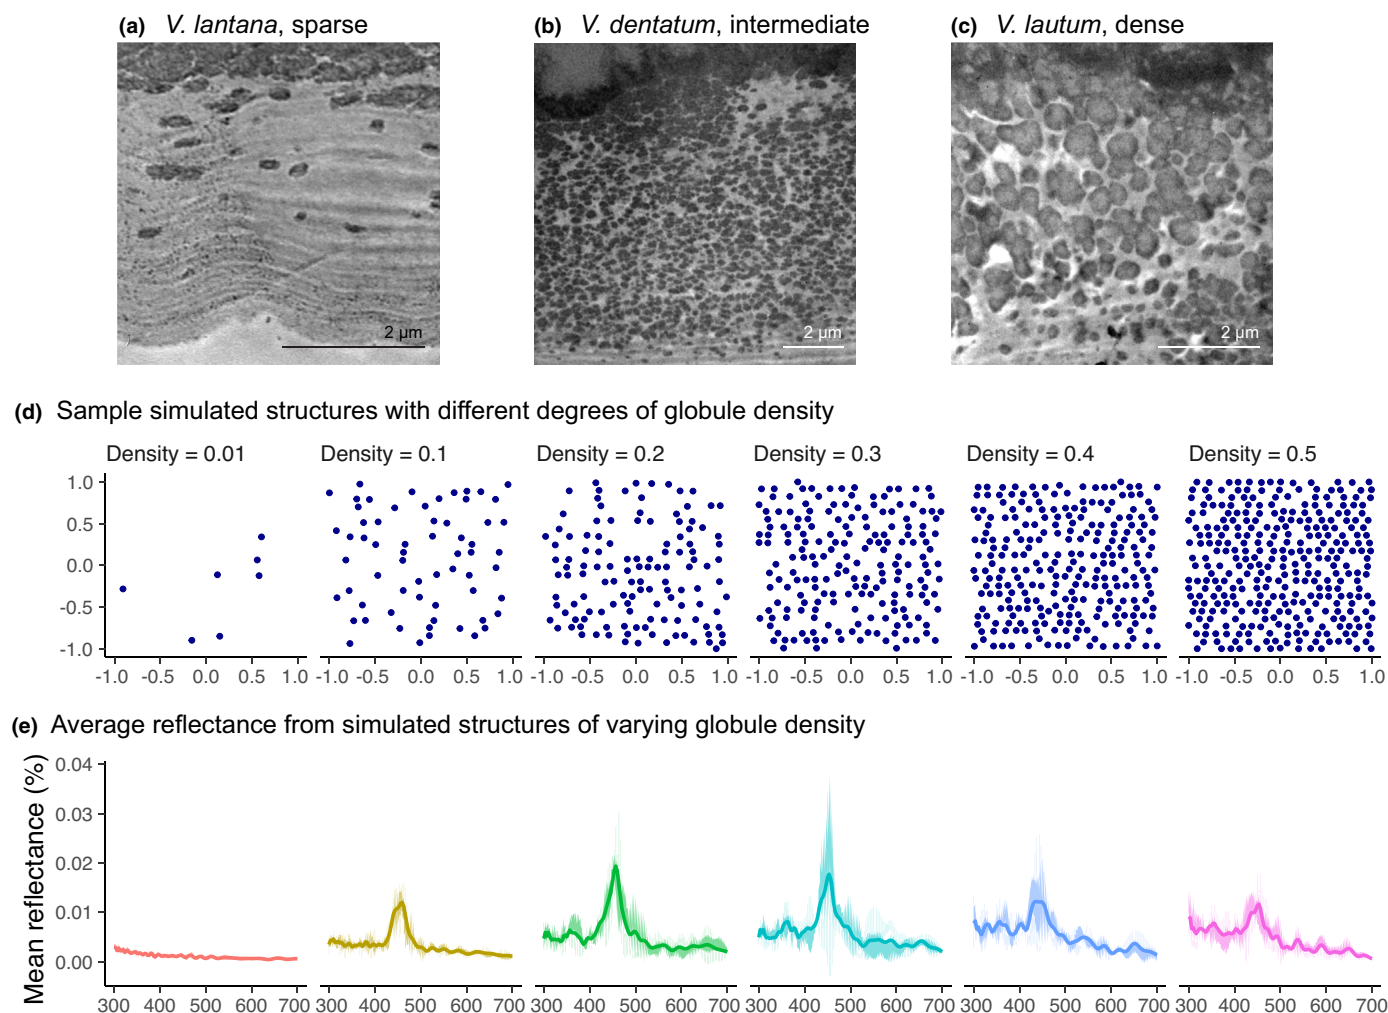 (a) V. lantana, sparse
(b) V. dentatum, intermediate
(c) V. lautum, dense
2 µm
2 µm
2 µm
(d) Sample simulated structures with different degrees of globule density
Density = 0.01
Density = 0.1
Density = 0.2
Density = 0.3
Density = 0.4
Density = 0.5
1.0
0.5
0.0
-0.5
-1.0
-1.0 -0.5 0.0 0.5 1.0
-1.0 -0.5 0.0 0.5 1.0
-1.0 -0.5 0.0 0.5 1.0
-1.0 -0.5 0.0 0.5 1.0
-1.0 -0.5 0.0 0.5 1.0
-1.0 -0.5 0.0 0.5 1.0
(e) Average reflectance from simulated structures of varying globule density
Mean reflectance (%)
0.04
0.03
0.02
0.01
0.00
300 400 500 600 700
300 400 500 600 700
300 400 500 600 700
300 400 500 600 700
300 400 500 600 700
300 400 500 600 700